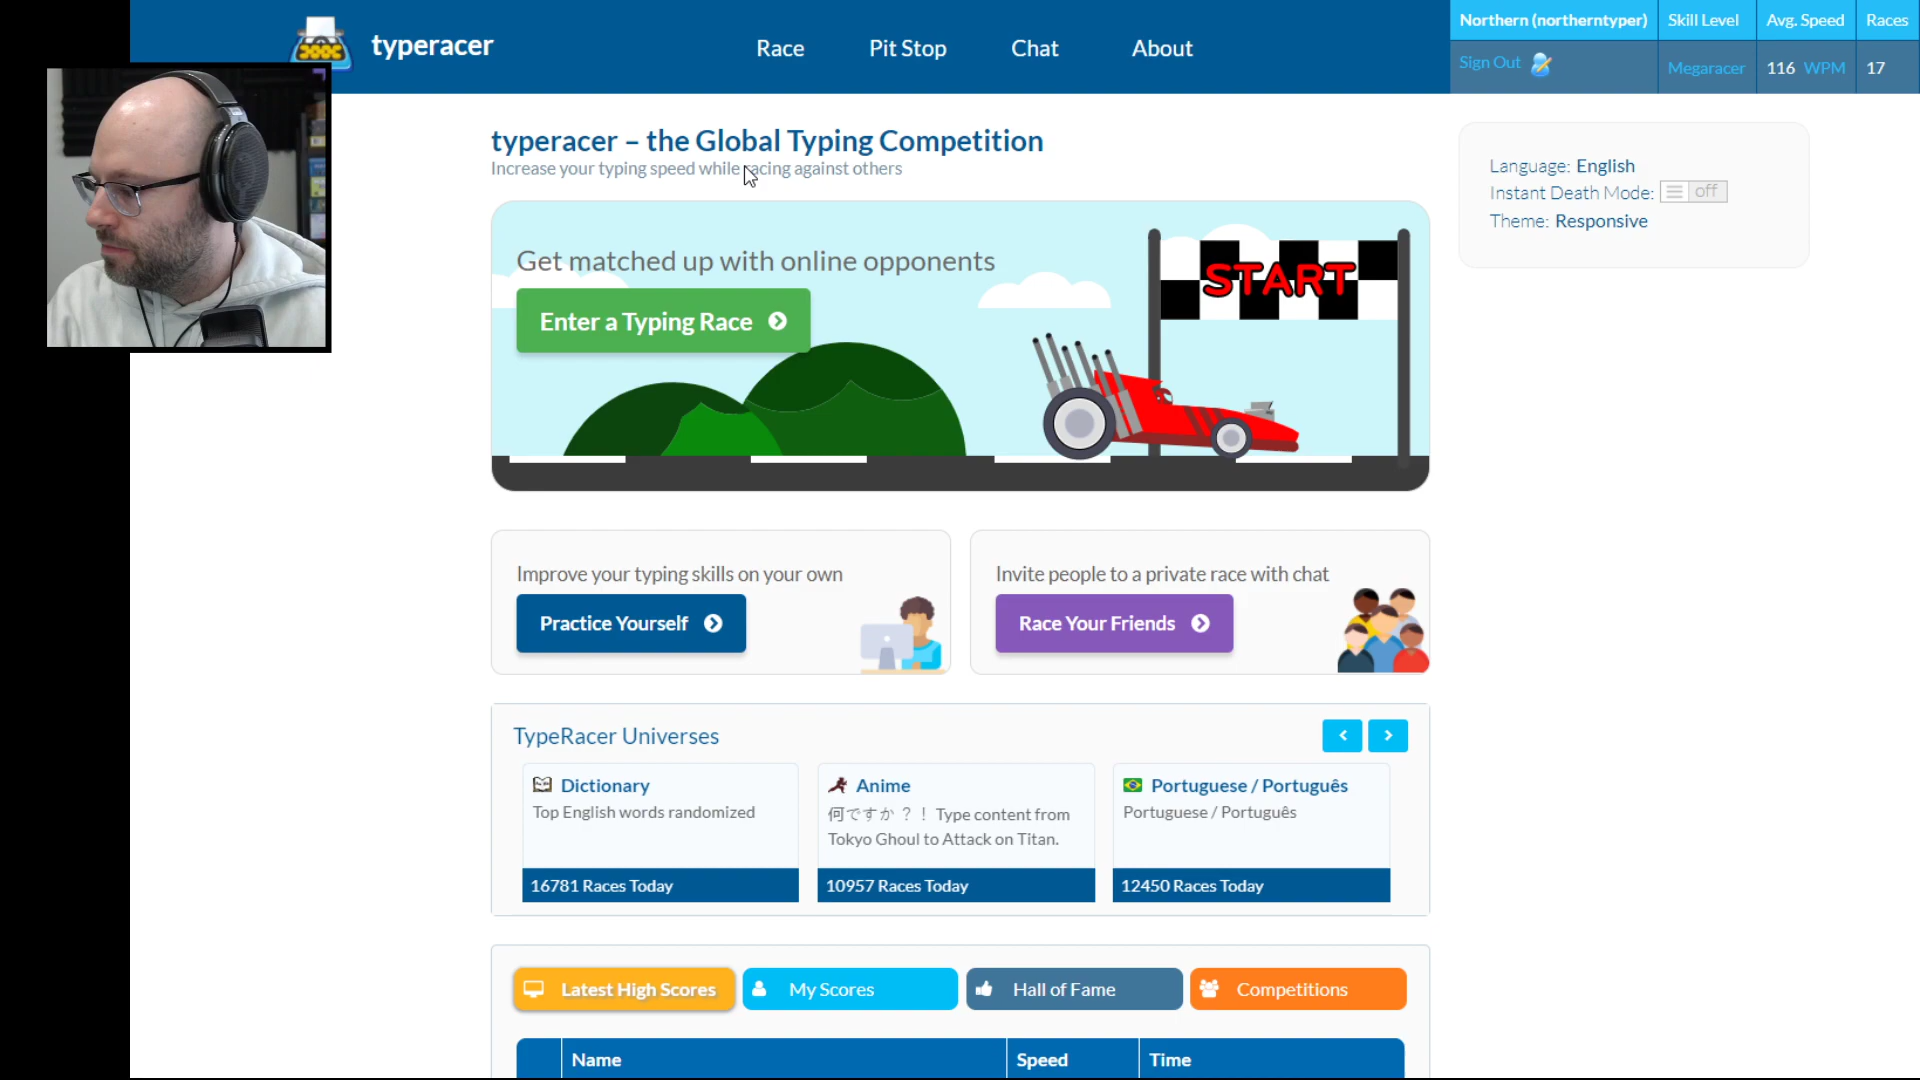 typeracer
Race
Pit Stop
Chat
About
Northern (northerntyper)
Skill Level
Avg. Speed
Races
Sign Out
Megaracer
116 WPM
17
typeracer – the Global Typing Competition
Increase your typing speed while racing against others
Language: English
Instant Death Mode: off
Theme: Responsive
Get matched up with online opponents
Enter a Typing Race
START
Improve your typing skills on your own
Practice Yourself
Invite people to a private race with chat
Race Your Friends
TypeRacer Universes
Dictionary
Top English words randomized
16781 Races Today
Anime
何ですか？！ Type content from
Tokyo Ghoul to Attack on Titan.
10957 Races Today
Portuguese / Português
Portuguese / Português
12450 Races Today
Latest High Scores
My Scores
Hall of Fame
Competitions
Name
Speed
Time